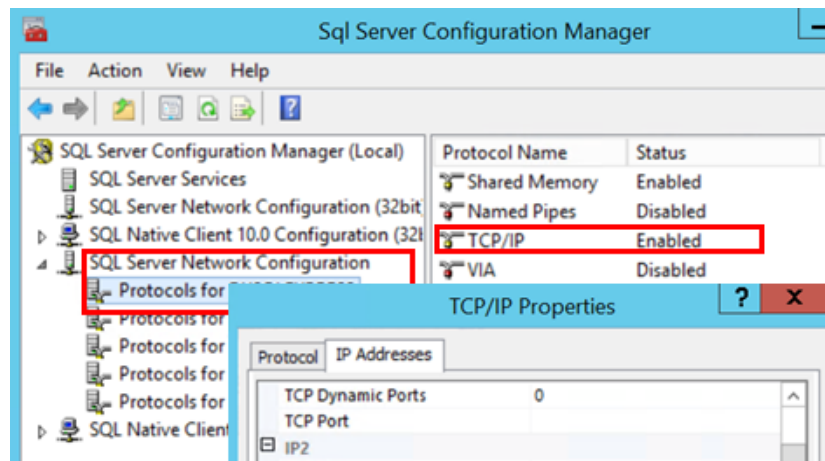 Sql Server Configuration Manager
File Action View Help
SQL Server Configuration Manager (Local)
SQL Server Services
SQL Server Network Configuration (32bit
SQL Native Client 10.0 Configuration (32b
SQL Server Network Configuration
Protocols for
Protocols for
Protocols for
Protocols for
Protocols for
SQL Native Client
Protocol Name Status
Shared Memory Enabled
Named Pipes Disabled
TCP/IP Enabled
VIA Disabled
TCP/IP Properties
? X
Protocol IP Addresses
TCP Dynamic Ports 0
TCP Port
IP2